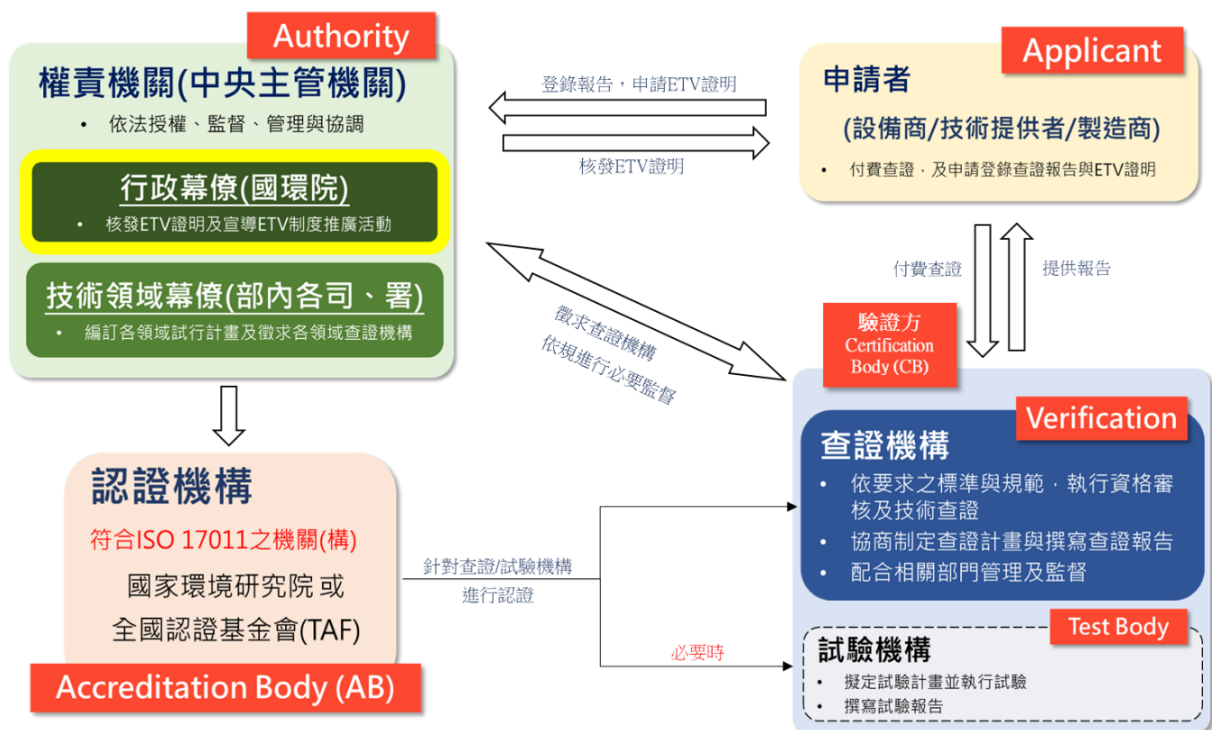 Authority
權責機關(中央主管機關)
• 依法授權、監督、管理與協調
行政幕僚(國環院)
• 核發ETV證明及宣導ETV制度推廣活動
技術領域幕僚(部內各司、署)
• 編訂各領域試行計畫及徵求各領域查證機構
登錄報告，申請ETV證明
核發ETV證明
Applicant
申請者
(設備商/技術提供者/製造商)
• 付費查證，及申請登錄查證報告與ETV證明
付費查證
提供報告
徵求查證機構
依規進行必要監督
驗證方
Certification
Body (CB)
Verification
查證機構
• 依要求之標準與規範，執行資格審
核及技術查證
• 協商制定查證計畫與撰寫查證報告
• 配合相關部門管理及監督
Test Body
試驗機構
• 擬定試驗計畫並執行試驗
• 撰寫試驗報告
認證機構
符合ISO 17011之機關(構)
國家環境研究院 或
全國認證基金會(TAF)
Accreditation Body (AB)
針對查證/試驗機構
進行認證
必要時